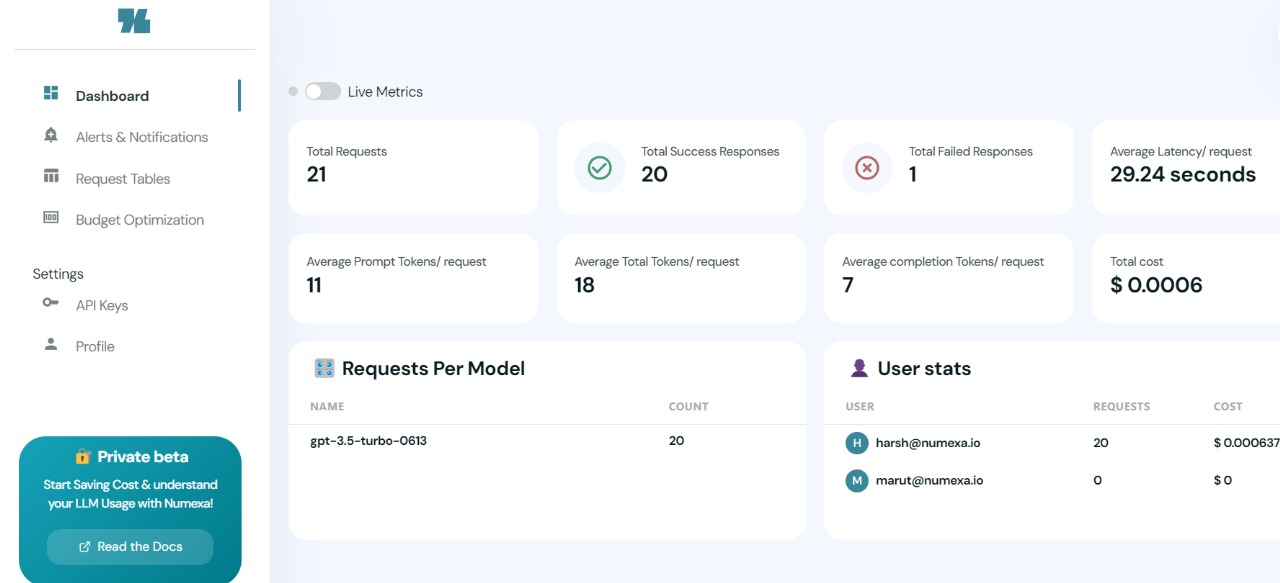 Dashboard
Alerts & Notifications
Request Tables
Budget Optimization
Settings
API Keys
Profile
🔐 Private beta
Start Saving Cost & understand
your LLM Usage with Numexa!
Read the Docs
Live Metrics
Total Requests
21
Total Success Responses
20
Total Failed Responses
1
Average Latency/ request
29.24 seconds
Average Prompt Tokens/ request
11
Average Total Tokens/ request
18
Average completion Tokens/ request
7
Total cost
$ 0.0006
Requests Per Model
NAME COUNT
gpt-3.5-turbo-0613 20
User stats
USER REQUESTS COST
H harsh@numexa.io 20 $ 0.000637
M marut@numexa.io 0 $ 0